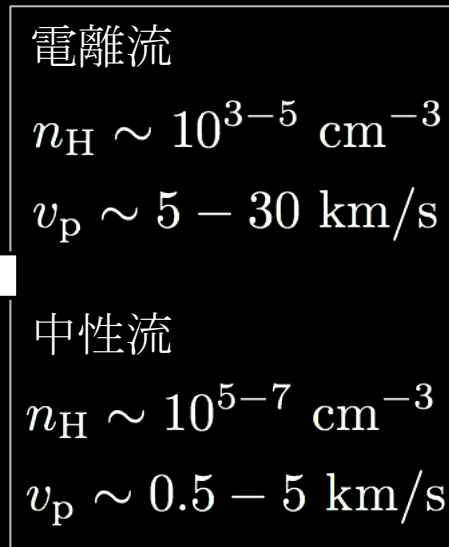 電離流
n_H ~ 10^{3−5} cm^{−3}
v_p ~ 5 − 30 km/s
中性流
n_H ~ 10^{5−7} cm^{−3}
v_p ~ 0.5 − 5 km/s